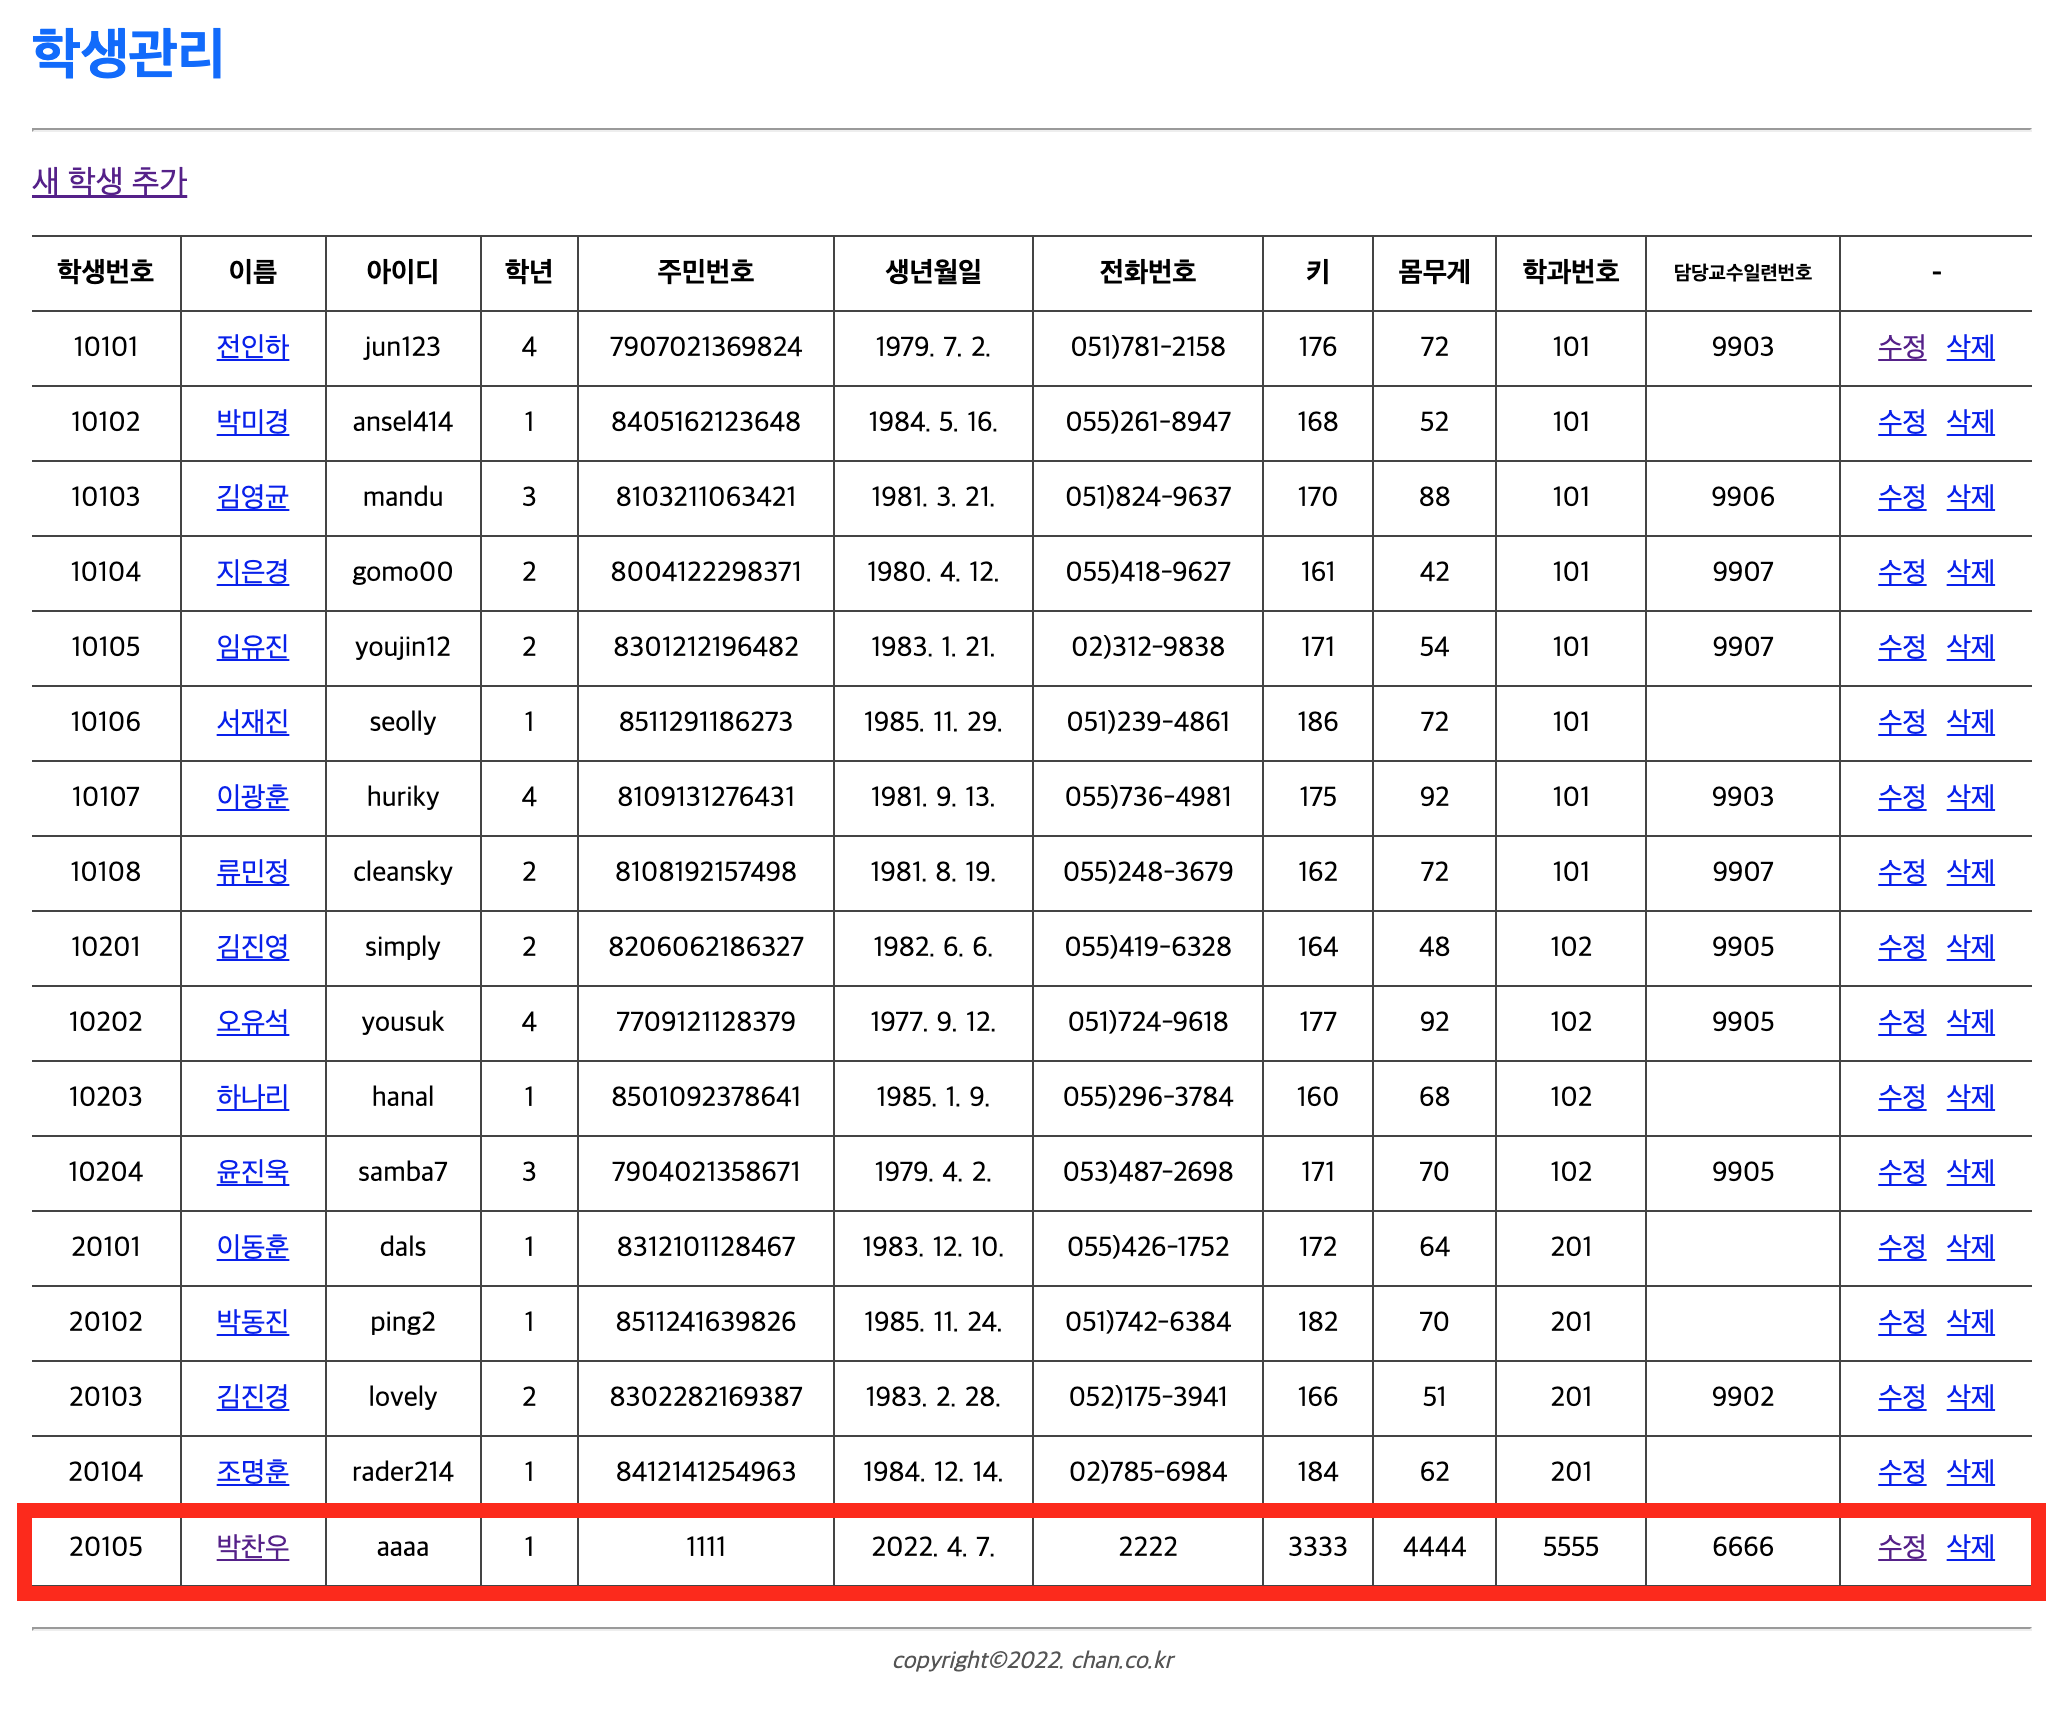 학생관리
새 학생 추가
학생번호 이름 아이디 학년 주민번호 생년월일 전화번호 키 몸무게 학과번호 담당교수일련번호 -
10101 전인하 jun123 4 7907021369824 1979. 7. 2. 051)781-2158 176 72 101 9903 수정 삭제
10102 박미경 ansel414 1 8405162123648 1984. 5. 16. 055)261-8947 168 52 101 수정 삭제
10103 김영균 mandu 3 8103211063421 1981. 3. 21. 051)824-9637 170 88 101 9906 수정 삭제
10104 지은경 gomo00 2 8004122298371 1980. 4. 12. 055)418-9627 161 42 101 9907 수정 삭제
10105 임유진 youjin12 2 8301212196482 1983. 1. 21. 02)312-9838 171 54 101 9907 수정 삭제
10106 서재진 seolly 1 8511291186273 1985. 11. 29. 051)239-4861 186 72 101 수정 삭제
10107 이광훈 huriky 4 8109131276431 1981. 9. 13. 055)736-4981 175 92 101 9903 수정 삭제
10108 류민정 cleansky 2 8108192157498 1981. 8. 19. 055)248-3679 162 72 101 9907 수정 삭제
10201 김진영 simply 2 8206062186327 1982. 6. 6. 055)419-6328 164 48 102 9905 수정 삭제
10202 오유석 yousuk 4 7709121128379 1977. 9. 12. 051)724-9618 177 92 102 9905 수정 삭제
10203 하나리 hanal 1 8501092378641 1985. 1. 9. 055)296-3784 160 68 102 수정 삭제
10204 윤진욱 samba7 3 7904021358671 1979. 4. 2. 053)487-2698 171 70 102 9905 수정 삭제
20101 이동훈 dals 1 8312101128467 1983. 12. 10. 055)426-1752 172 64 201 수정 삭제
20102 박동진 ping2 1 8511241639826 1985. 11. 24. 051)742-6384 182 70 201 수정 삭제
20103 김진경 lovely 2 8302282169387 1983. 2. 28. 052)175-3941 166 51 201 9902 수정 삭제
20104 조명훈 rader214 1 8412141254963 1984. 12. 14. 02)785-6984 184 62 201 수정 삭제
20105 박찬우 aaaa 1 1111 2022. 4. 7. 2222 3333 4444 5555 6666 수정 삭제
copyright©2022. chan.co.kr